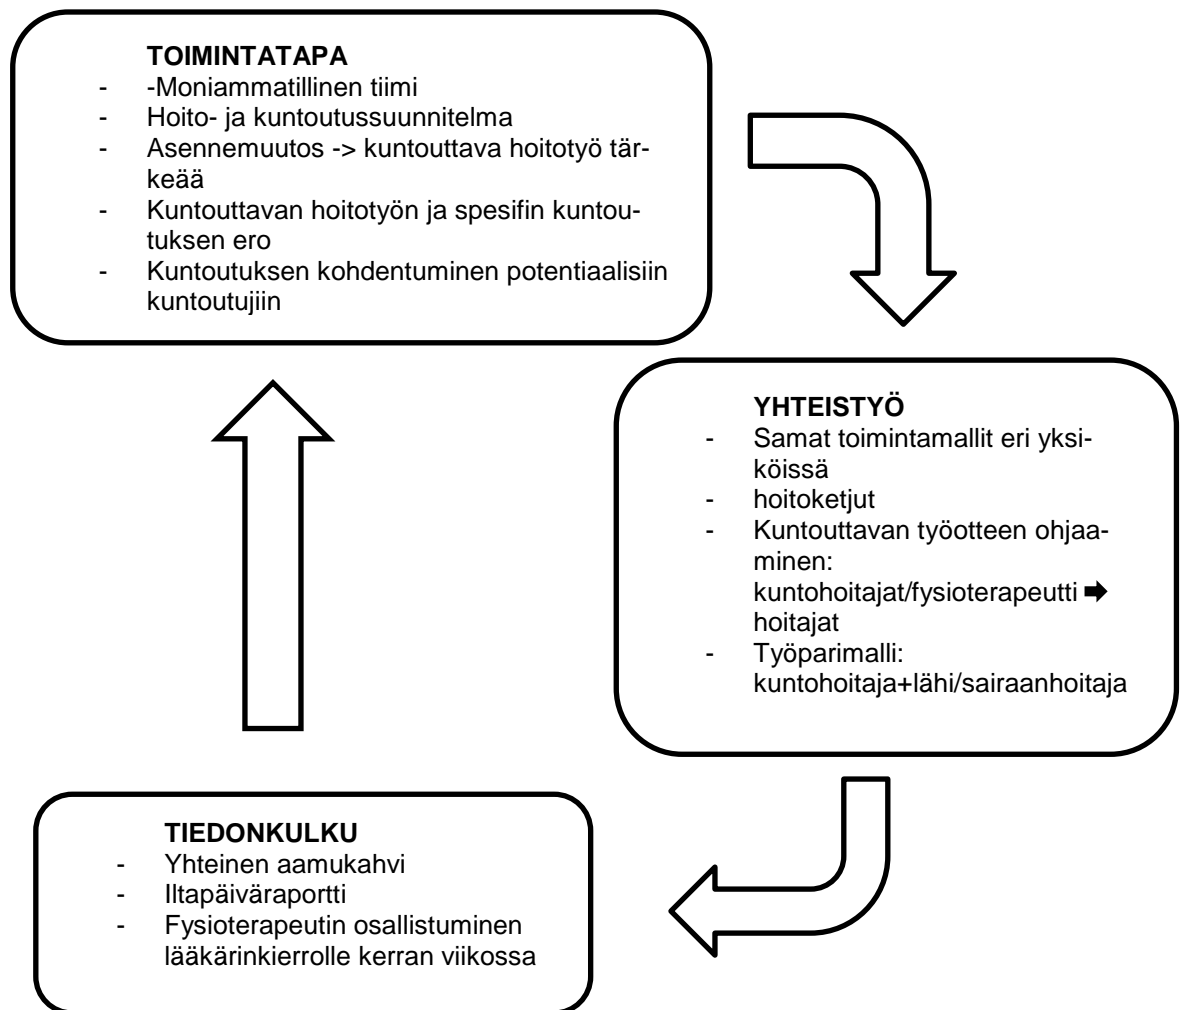 TOIMINTATAPA
- -Moniammatillinen tiimi
- Hoito- ja kuntoutussuunnitelma
- Asennemuutos -> kuntouttava hoitotyö tär-
keää
- Kuntouttavan hoitotyön ja spesifin kuntou-
tuksen ero
- Kuntoutuksen kohdentuminen potentiaalisiin
kuntoutujiin
YHTEISTYÖ
- Samat toimintamallit eri yksi-
köissä
- hoitoketjut
- Kuntouttavan työotteen ohjaa-
minen:
kuntohoitajat/fysioterapeutti 🡺
hoitajat
- Työparimalli:
kuntohoitaja+lähi/sairaanhoitaja
TIEDONKULKU
- Yhteinen aamukahvi
- Iltapäiväraportti
- Fysioterapeutin osallistuminen
lääkärinkierrolle kerran viikossa